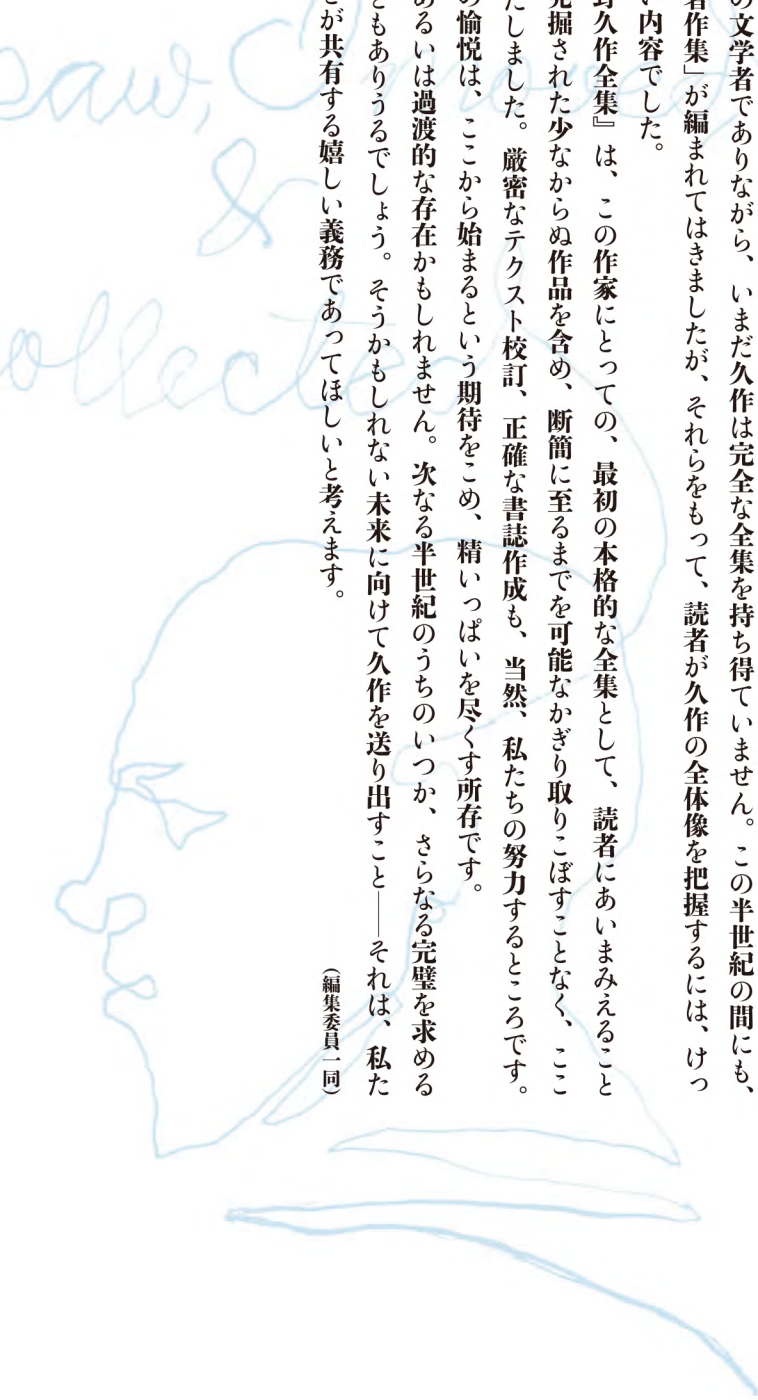 の文学者でありながら、いまだ久作は完全な全集を持ち得ていません。この半世紀の間にも、
著作集」が編まれてはきましたが、それらをもって、読者が久作の全体像を把握するには、けっ
い内容でした。
野久作全集』は、この作家にとっての、最初の本格的な全集として、読者にあいまみえること
発掘された少なからぬ作品を含め、断簡に至るまでを可能なかぎり取りこぼすことなく、ここ
たしました。厳密なテクスト校訂、正確な書誌作成も、当然、私たちの努力するところです。
の愉悦は、ここから始まるという期待をこめ、精いっぱいを尽くす所存です。
あるいは過渡的な存在かもしれません。次なる半世紀のうちのいつか、さらなる完璧を求める
ともありうるでしょう。そうかもしれない未来に向けて久作を送り出すこと――それは、私た
とが共有する嬉しい義務であってほしいと考えます。
（編集委員一同）
&